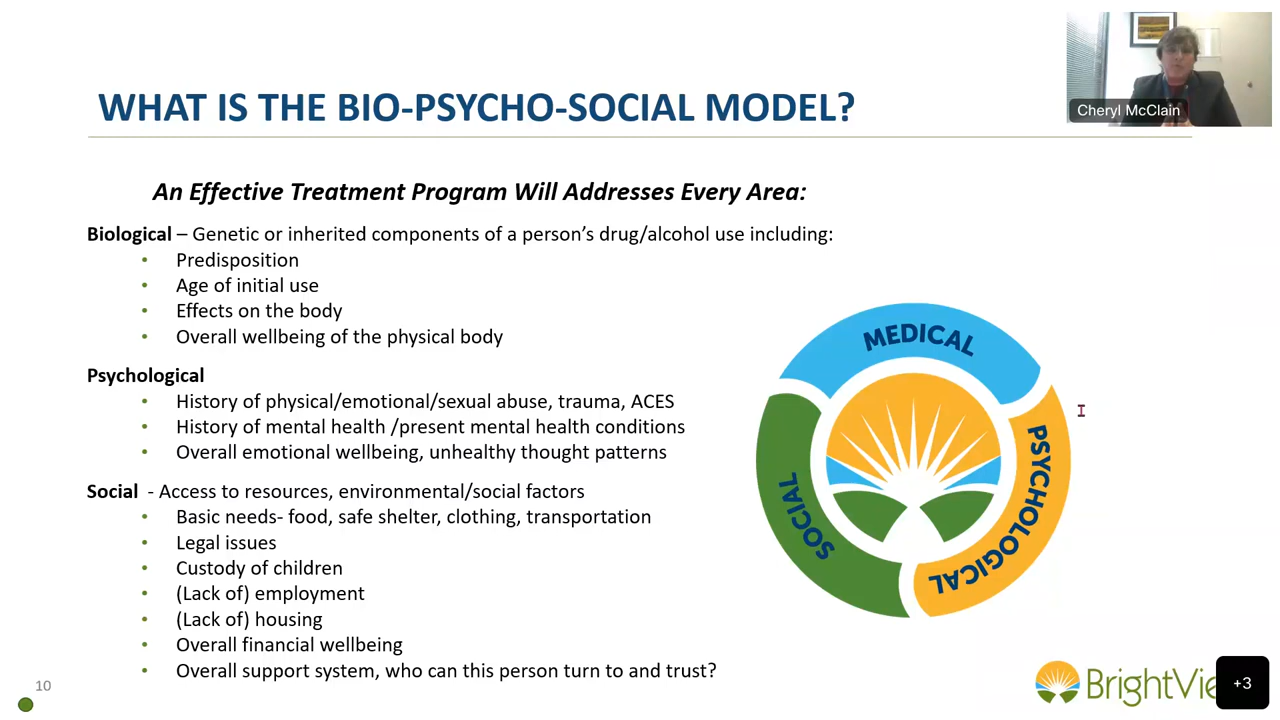 Cheryl McClain
WHAT IS THE BIO-PSYCHO-SOCIAL MODEL?
An Effective Treatment Program Will Addresses Every Area:
Biological – Genetic or inherited components of a person's drug/alcohol use including:
• Predisposition
• Age of initial use
• Effects on the body
• Overall wellbeing of the physical body
Psychological
• History of physical/emotional/sexual abuse, trauma, ACES
• History of mental health /present mental health conditions
• Overall emotional wellbeing, unhealthy thought patterns
Social - Access to resources, environmental/social factors
• Basic needs- food, safe shelter, clothing, transportation
• Legal issues
• Custody of children
• (Lack of) employment
• (Lack of) housing
• Overall financial wellbeing
• Overall support system, who can this person turn to and trust?
MEDICAL
PSYCHOLOGICAL
SOCIAL
10
BrightVie
+3